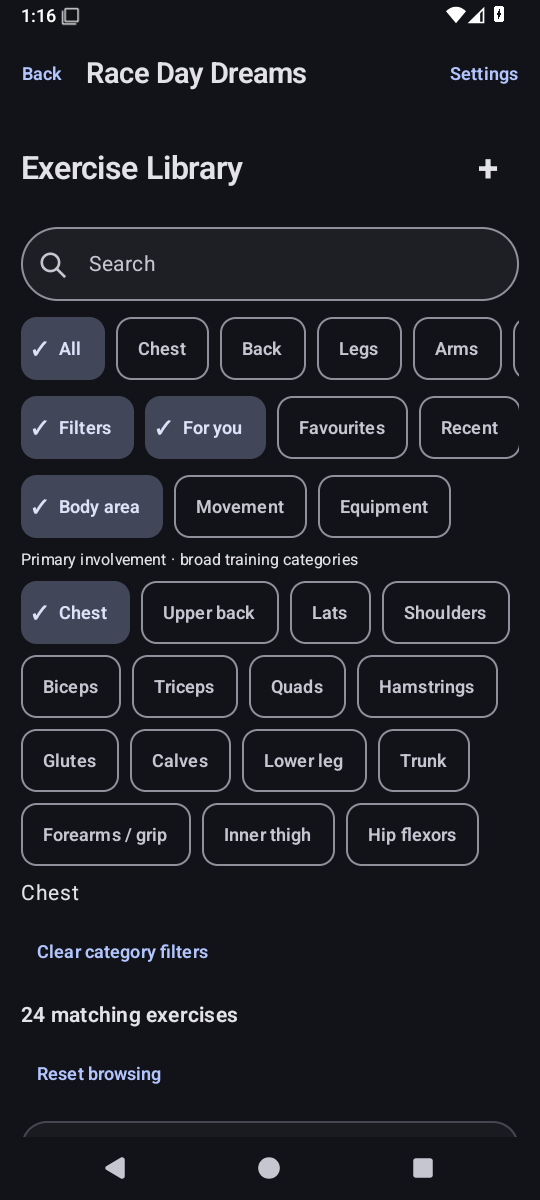 1:16
Back Race Day Dreams Settings
Exercise Library +
Search
✓ All Chest Back Legs Arms
✓ Filters ✓ For you Favourites Recent
✓ Body area Movement Equipment
Primary involvement · broad training categories
✓ Chest Upper back Lats Shoulders
Biceps Triceps Quads Hamstrings
Glutes Calves Lower leg Trunk
Forearms / grip Inner thigh Hip flexors
Chest
Clear category filters
24 matching exercises
Reset browsing